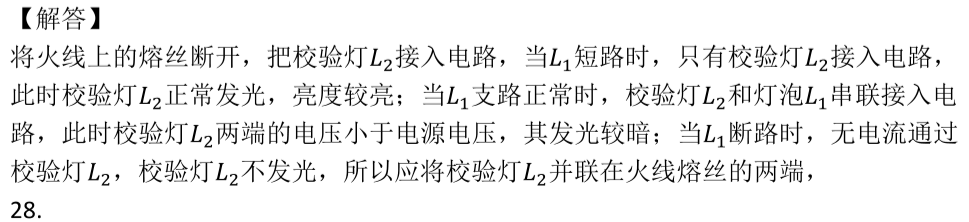 【解答】
将火线上的熔丝断开，把校验灯L₂接入电路，当L₁短路时，只有校验灯L₂接入电路，
此时校验灯L₂正常发光，亮度较亮；当L₁支路正常时，校验灯L₂和灯泡L₁串联接入电
路，此时校验灯L₂两端的电压小于电源电压，其发光较暗；当L₁断路时，无电流通过
校验灯L₂，校验灯L₂不发光，所以应将校验灯L₂并联在火线熔丝的两端，
28.